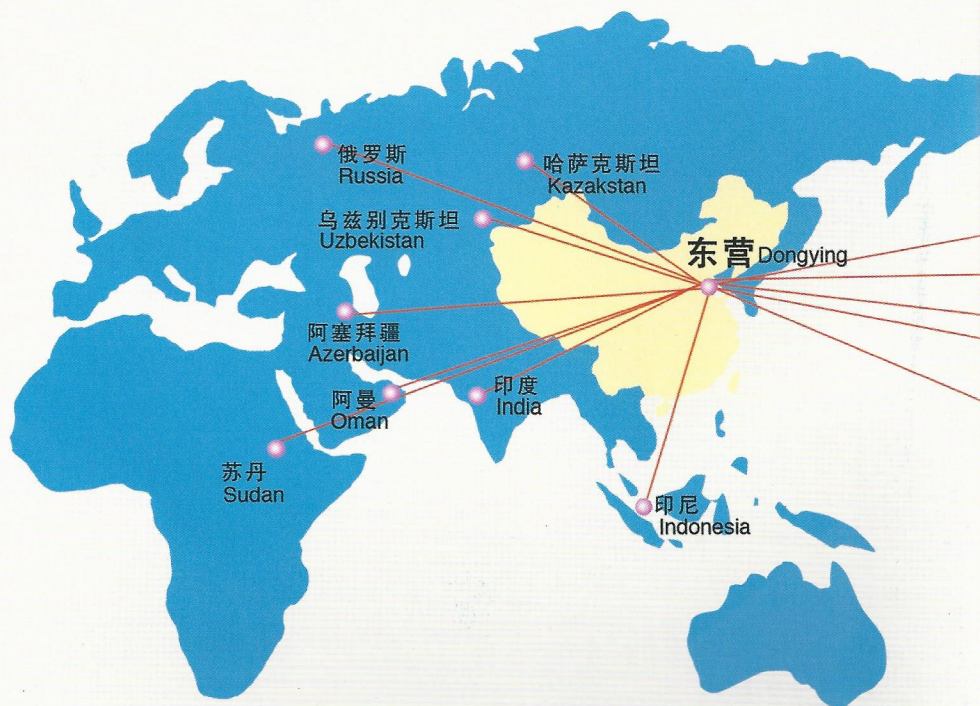 俄罗斯
Russia
哈萨克斯坦
Kazakstan
乌兹别克斯坦
Uzbekistan
东营 Dongying
阿塞拜疆
Azerbaijan
阿曼
Oman
印度
India
苏丹
Sudan
印尼
Indonesia